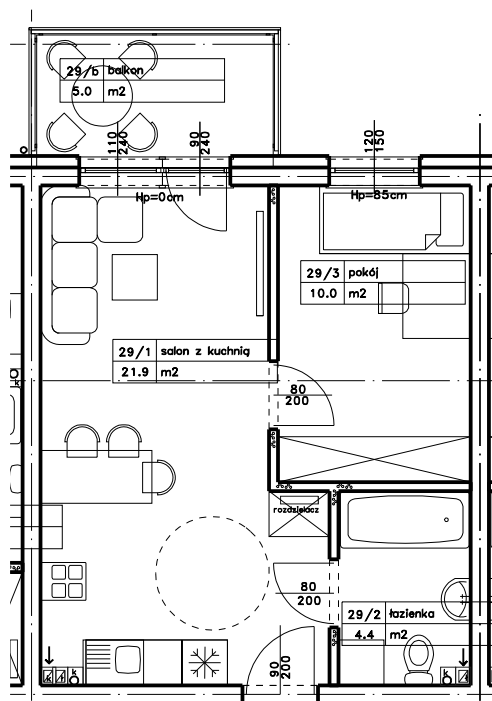 29/b balkon
5.0 m2
110
240
90
240
120
150
Hp=0cm
Hp=85cm
29/3 pokój
10.0 m2
29/1 salon z kuchnią
21.9 m2
80
200
rozdzielacz
80
200
29/2 łazienka
4.4 m2
90
200